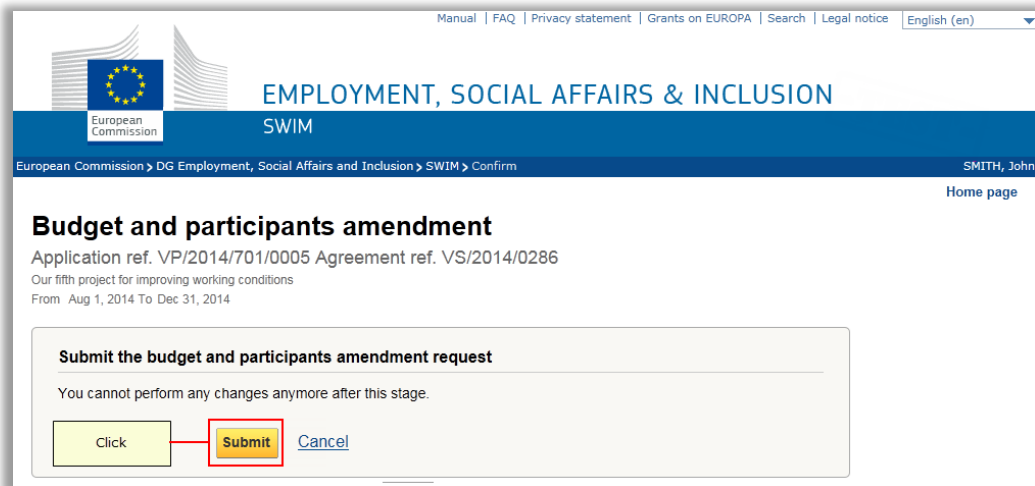 Manual | FAQ | Privacy statement | Grants on EUROPA | Search | Legal notice English (en)
European
Commission
EMPLOYMENT, SOCIAL AFFAIRS & INCLUSION
SWIM
European Commission > DG Employment, Social Affairs and Inclusion > SWIM > Confirm SMITH, John
Home page
Budget and participants amendment
Application ref. VP/2014/701/0005 Agreement ref. VS/2014/0286
Our fifth project for improving working conditions
From Aug 1, 2014 To Dec 31, 2014
Submit the budget and participants amendment request
You cannot perform any changes anymore after this stage.
Click Submit Cancel